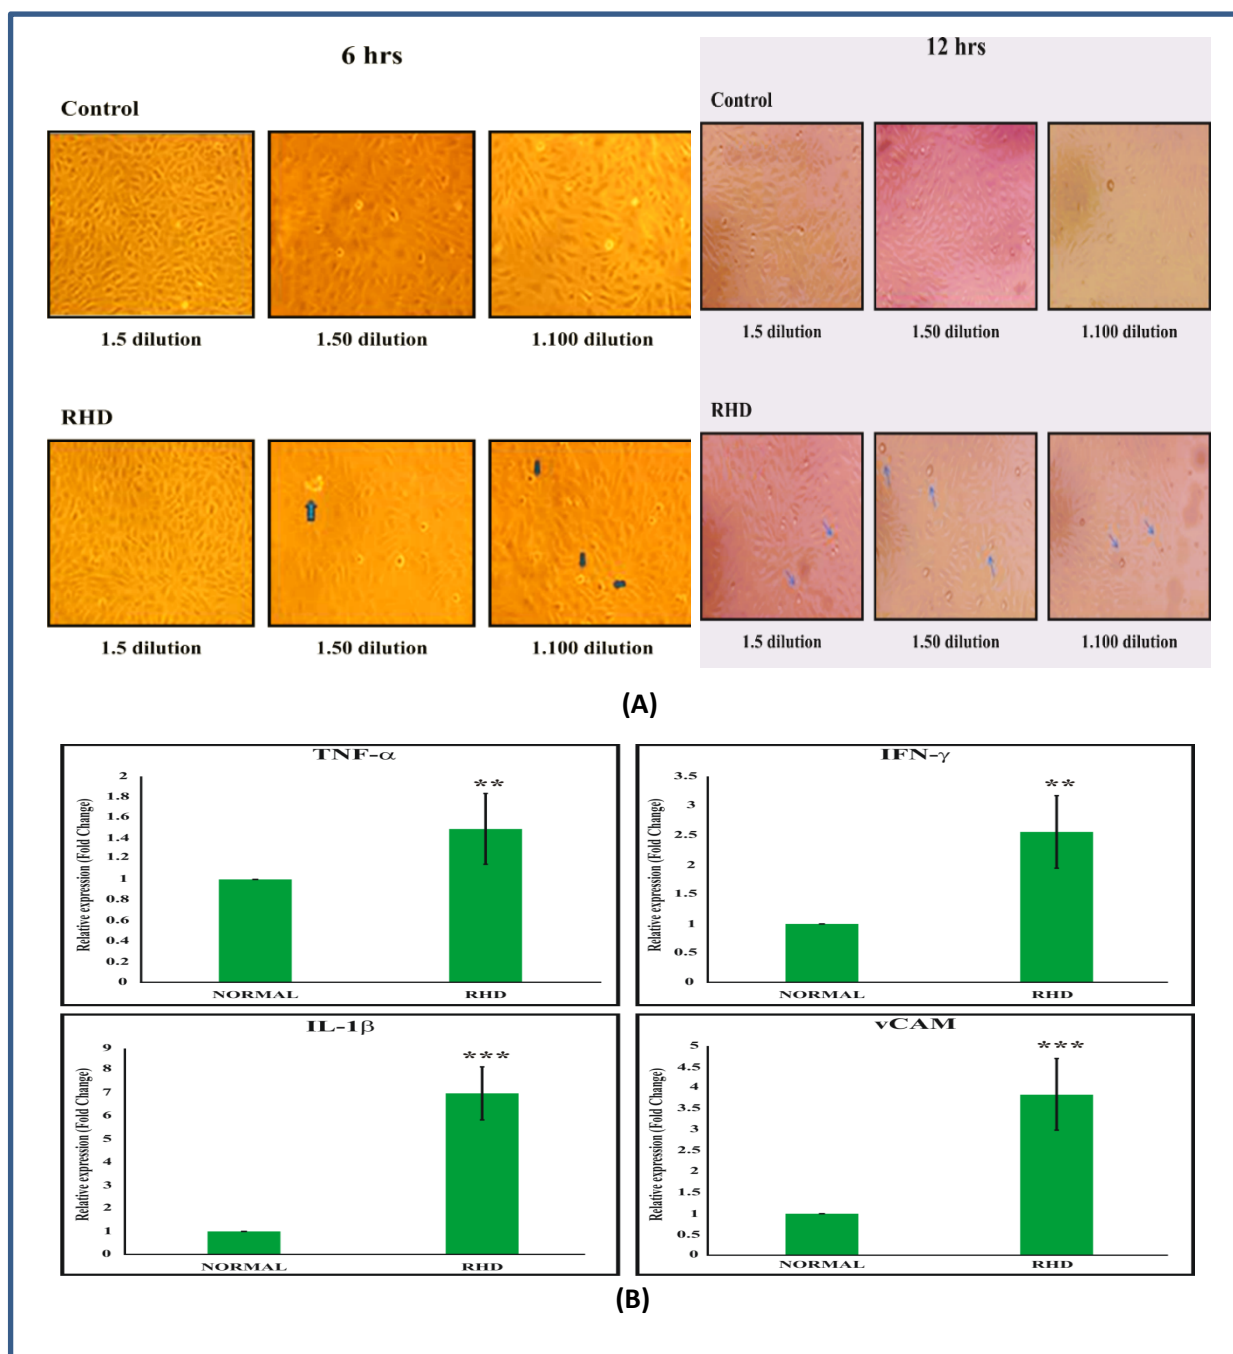 6 hrs
Control
1.5 dilution
1.50 dilution
1.100 dilution
RHD
1.5 dilution
1.50 dilution
1.100 dilution
12 hrs
Control
1.5 dilution
1.50 dilution
1.100 dilution
RHD
1.5 dilution
1.50 dilution
1.100 dilution
(A)
TNF-α
Relative expression (Fold Change)
2
1.8
1.6
1.4
1.2
1
0.8
0.6
0.4
0.2
0
**
NORMAL RHD
IFN-γ
Relative expression (Fold Change)
3.5
3
2.5
2
1.5
1
0.5
0
**
NORMAL RHD
IL-1β
Relative expression (Fold Change)
9
8
7
6
5
4
3
2
1
0
***
NORMAL RHD
vCAM
Relative expression (Fold Change)
5
4.5
4
3.5
3
2.5
2
1.5
1
0.5
0
***
NORMAL RHD
(B)